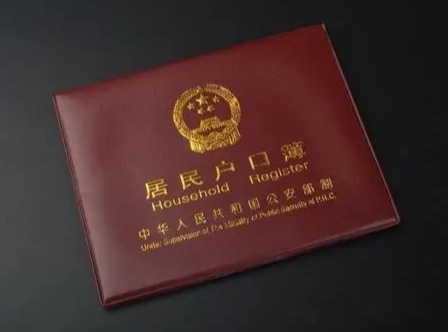 居民户口簿
Household Register
中华人民共和国公安部制
Under Supervision of The Ministry of Public Security of P.R.C.